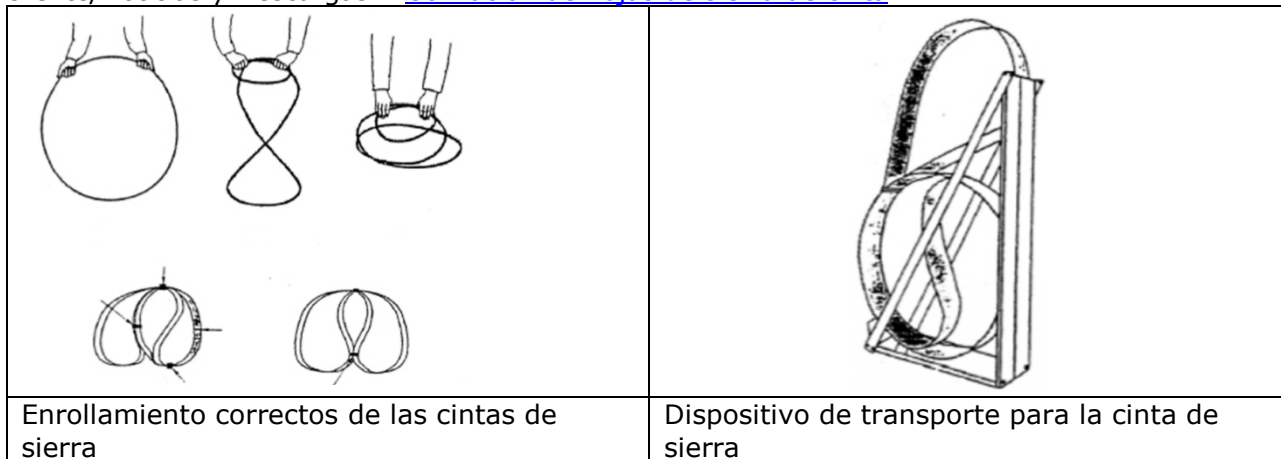 Enrollamiento correctos de las cintas de
sierra
Dispositivo de transporte para la cinta de
sierra